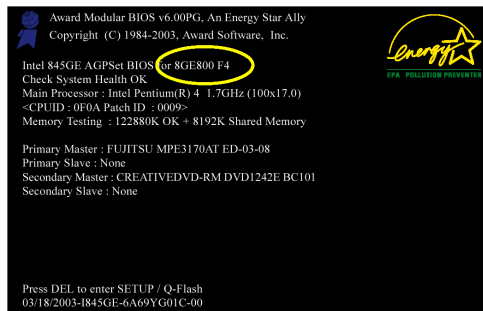 Award Modular BIOS v6.00PG, An Energy Star Ally
Copyright (C) 1984-2003, Award Software, Inc.
energy
EPA POLLUTION PREVENTER
Intel 845GE AGPSet BIOS for 8GE800 F4
Check System Health OK
Main Processor : Intel Pentium(R) 4 1.7GHz (100x17.0)
<CPUID : 0F0A Patch ID : 0009>
Memory Testing : 122880K OK + 8192K Shared Memory
Primary Master : FUJITSU MPE3170AT ED-03-08
Primary Slave : None
Secondary Master : CREATIVEDVD-RM DVD1242E BC101
Secondary Slave : None
Press DEL to enter SETUP / Q-Flash
03/18/2003-I845GE-6A69YG01C-00